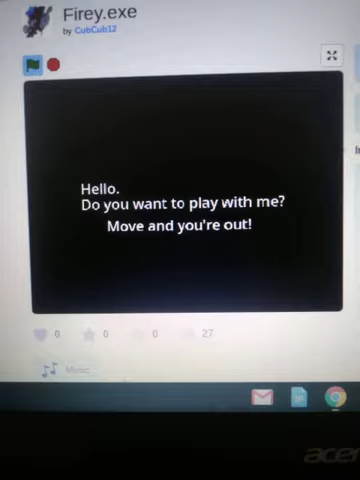 Firey.exe
by CubCub12
Hello.
Do you want to play with me?
Move and you're out!
0
0
0
27
Music
acer